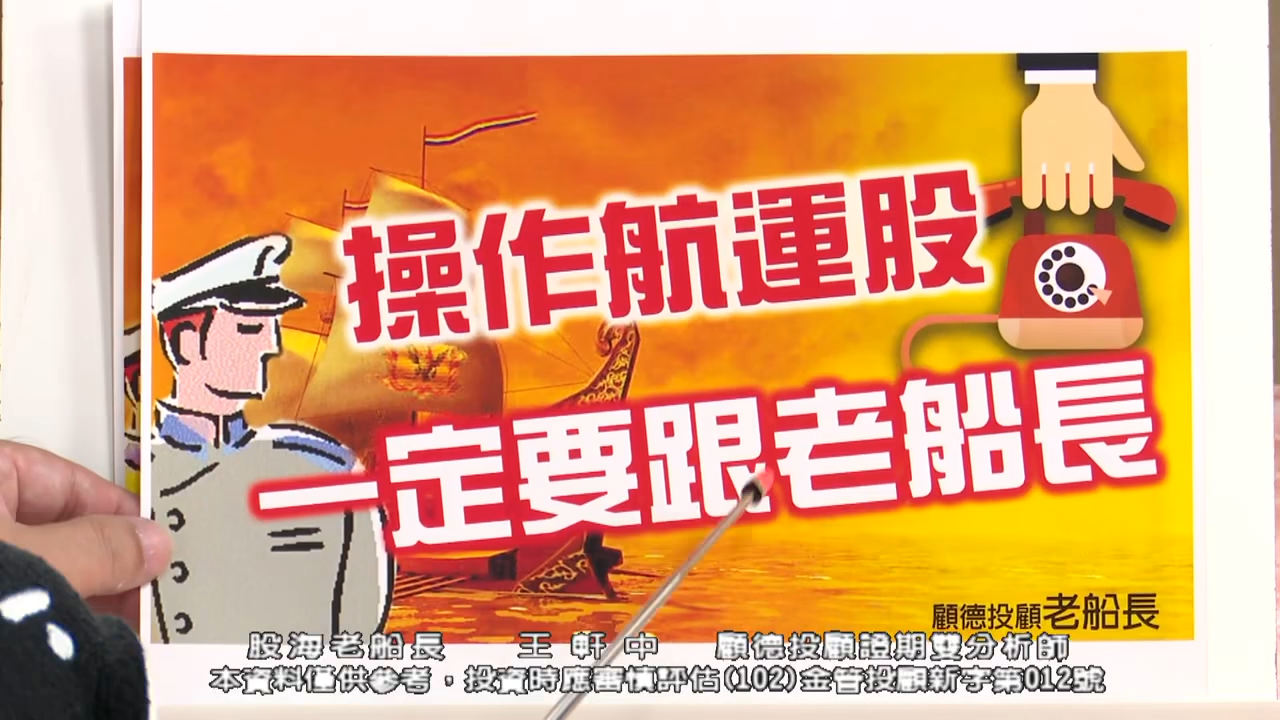 操作航運股
一定要跟老船長
顧德投顧老船長
股海老船長 王軒中 顧德投顧證期雙分析師
本資料僅供參考，投資時應審慎評估(102)金管投顧新字第012號